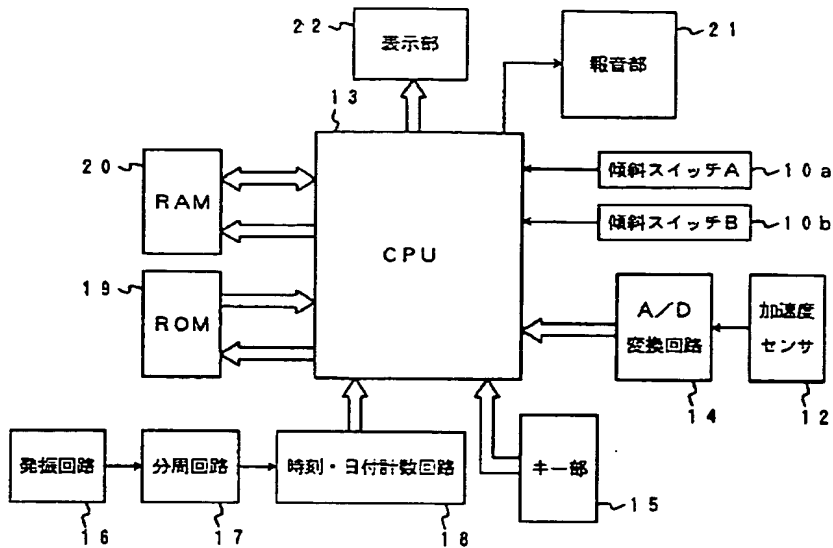 22
表示部
報音部
21
13
20
RAM
傾斜スイッチA
10a
傾斜スイッチB
10b
CPU
19
ROM
A/D
変換回路
加速度
センサ
14
12
発振回路
分周回路
時刻・日付計数回路
キー部
15
16
17
18